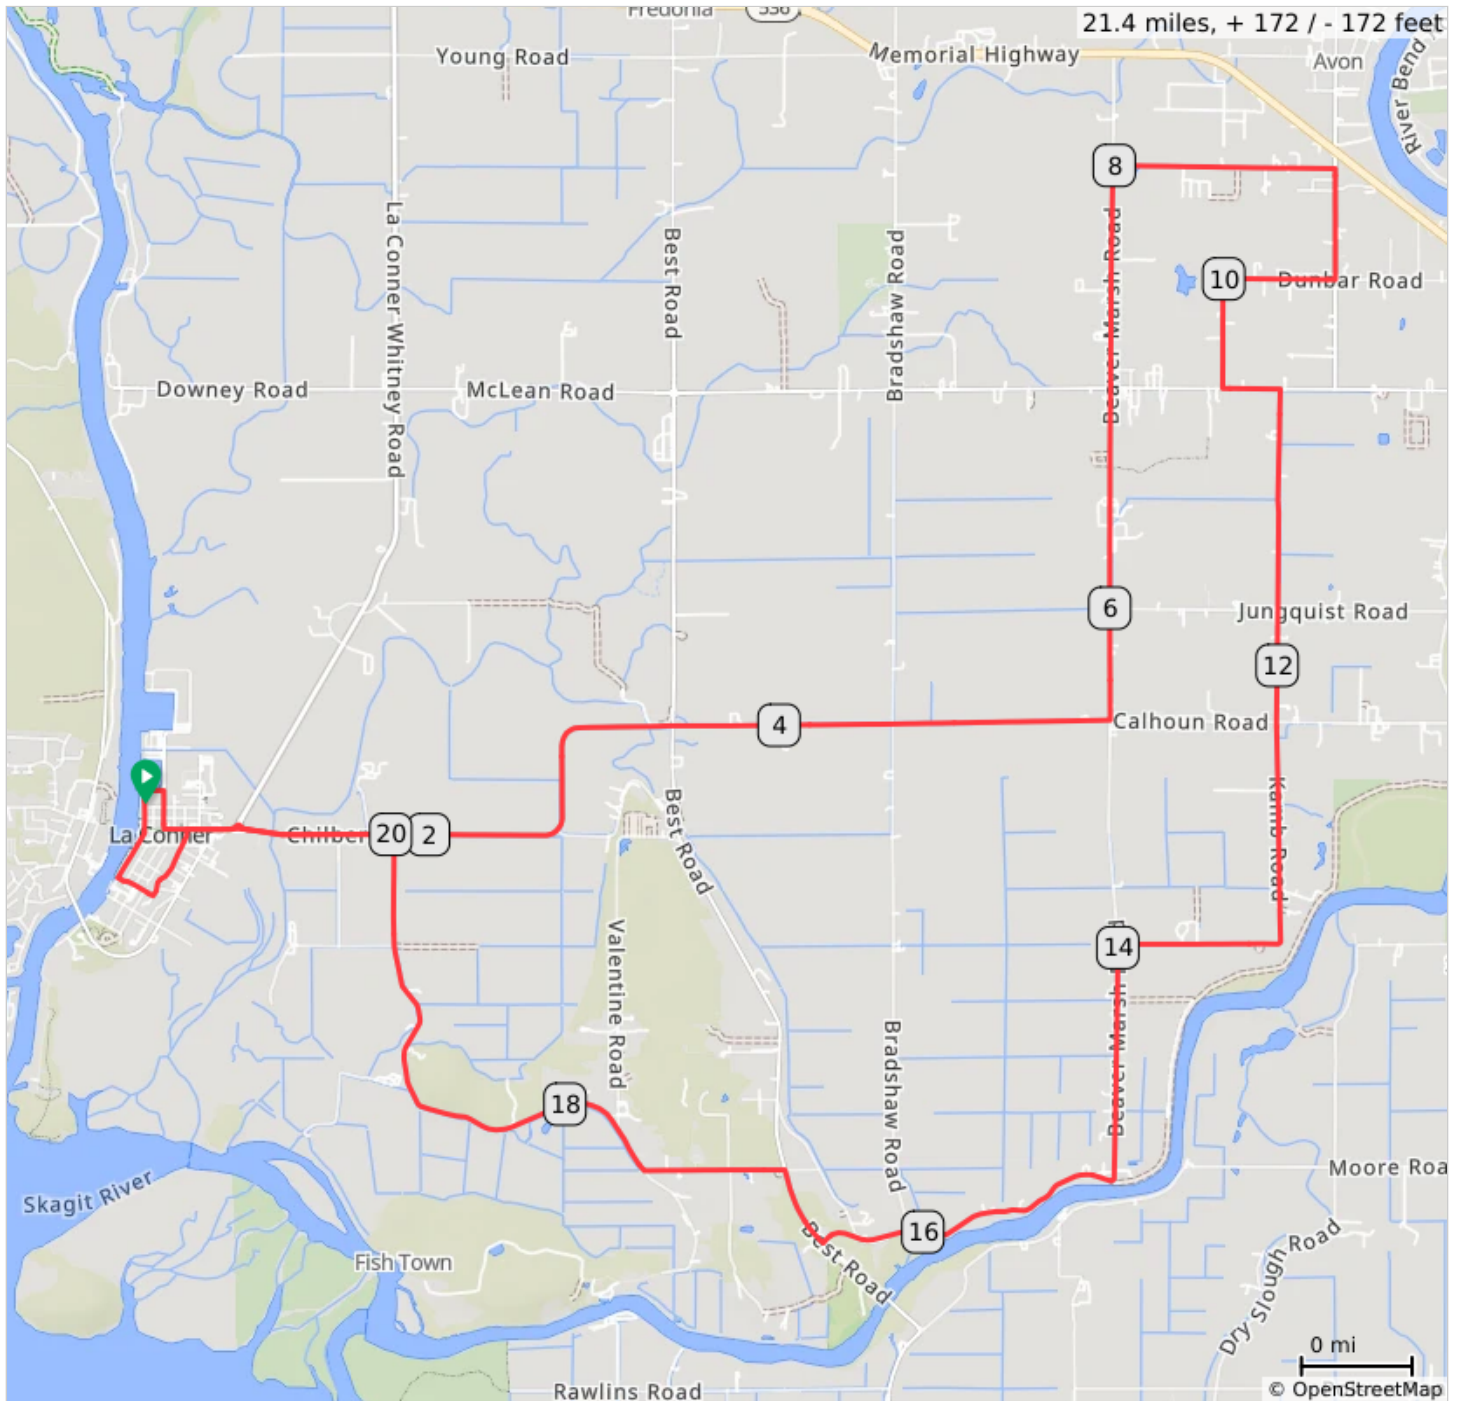 Fredonia
536
21.4 miles, + 172 / - 172 feet
Young Road
Memorial Highway
Avon
River Bend
8
La Conner Whitney Road
Best Road
Bradshaw Road
Beaver Marsh Road
10
Dunbar Road
Downey Road
McLean Road
6
Jungquist Road
12
4
Calhoun Road
La Conner
Chilber
20
2
Best Road
Kamb Road
14
Valentine Road
Bradshaw Road
Beaver Marsh R
18
Moore Roa
Skagit River
16
Best Road
Fish Town
Dry Slough Road
0 mi
Rawlins Road
© OpenStreetMap